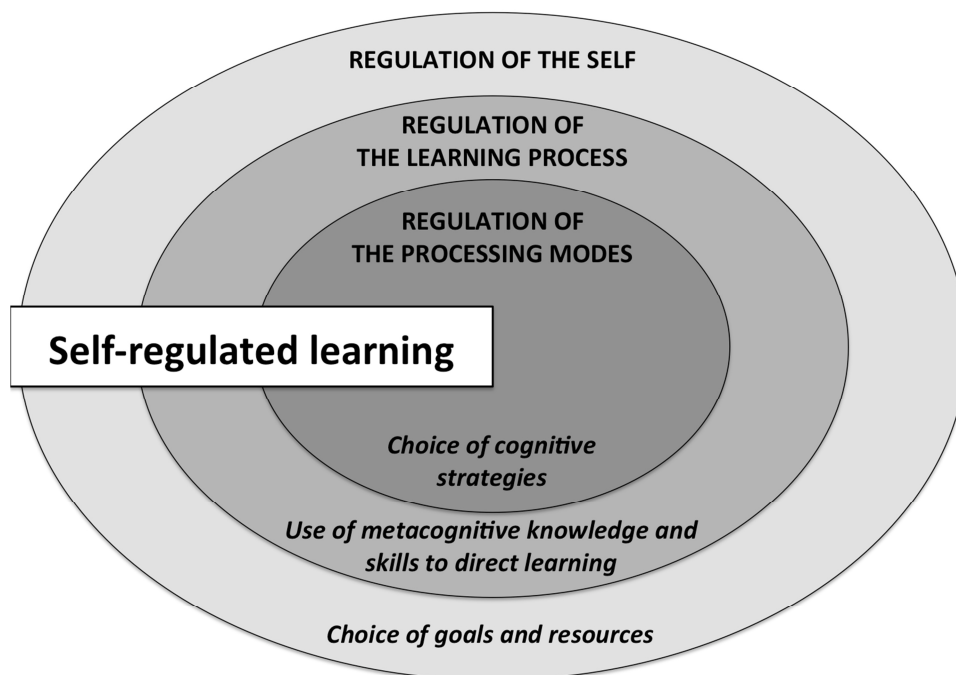 REGULATION OF THE SELF
REGULATION OF
THE LEARNING PROCESS
REGULATION OF
THE PROCESSING MODES
Self-regulated learning
Choice of cognitive
strategies
Use of metacognitive knowledge and
skills to direct learning
Choice of goals and resources